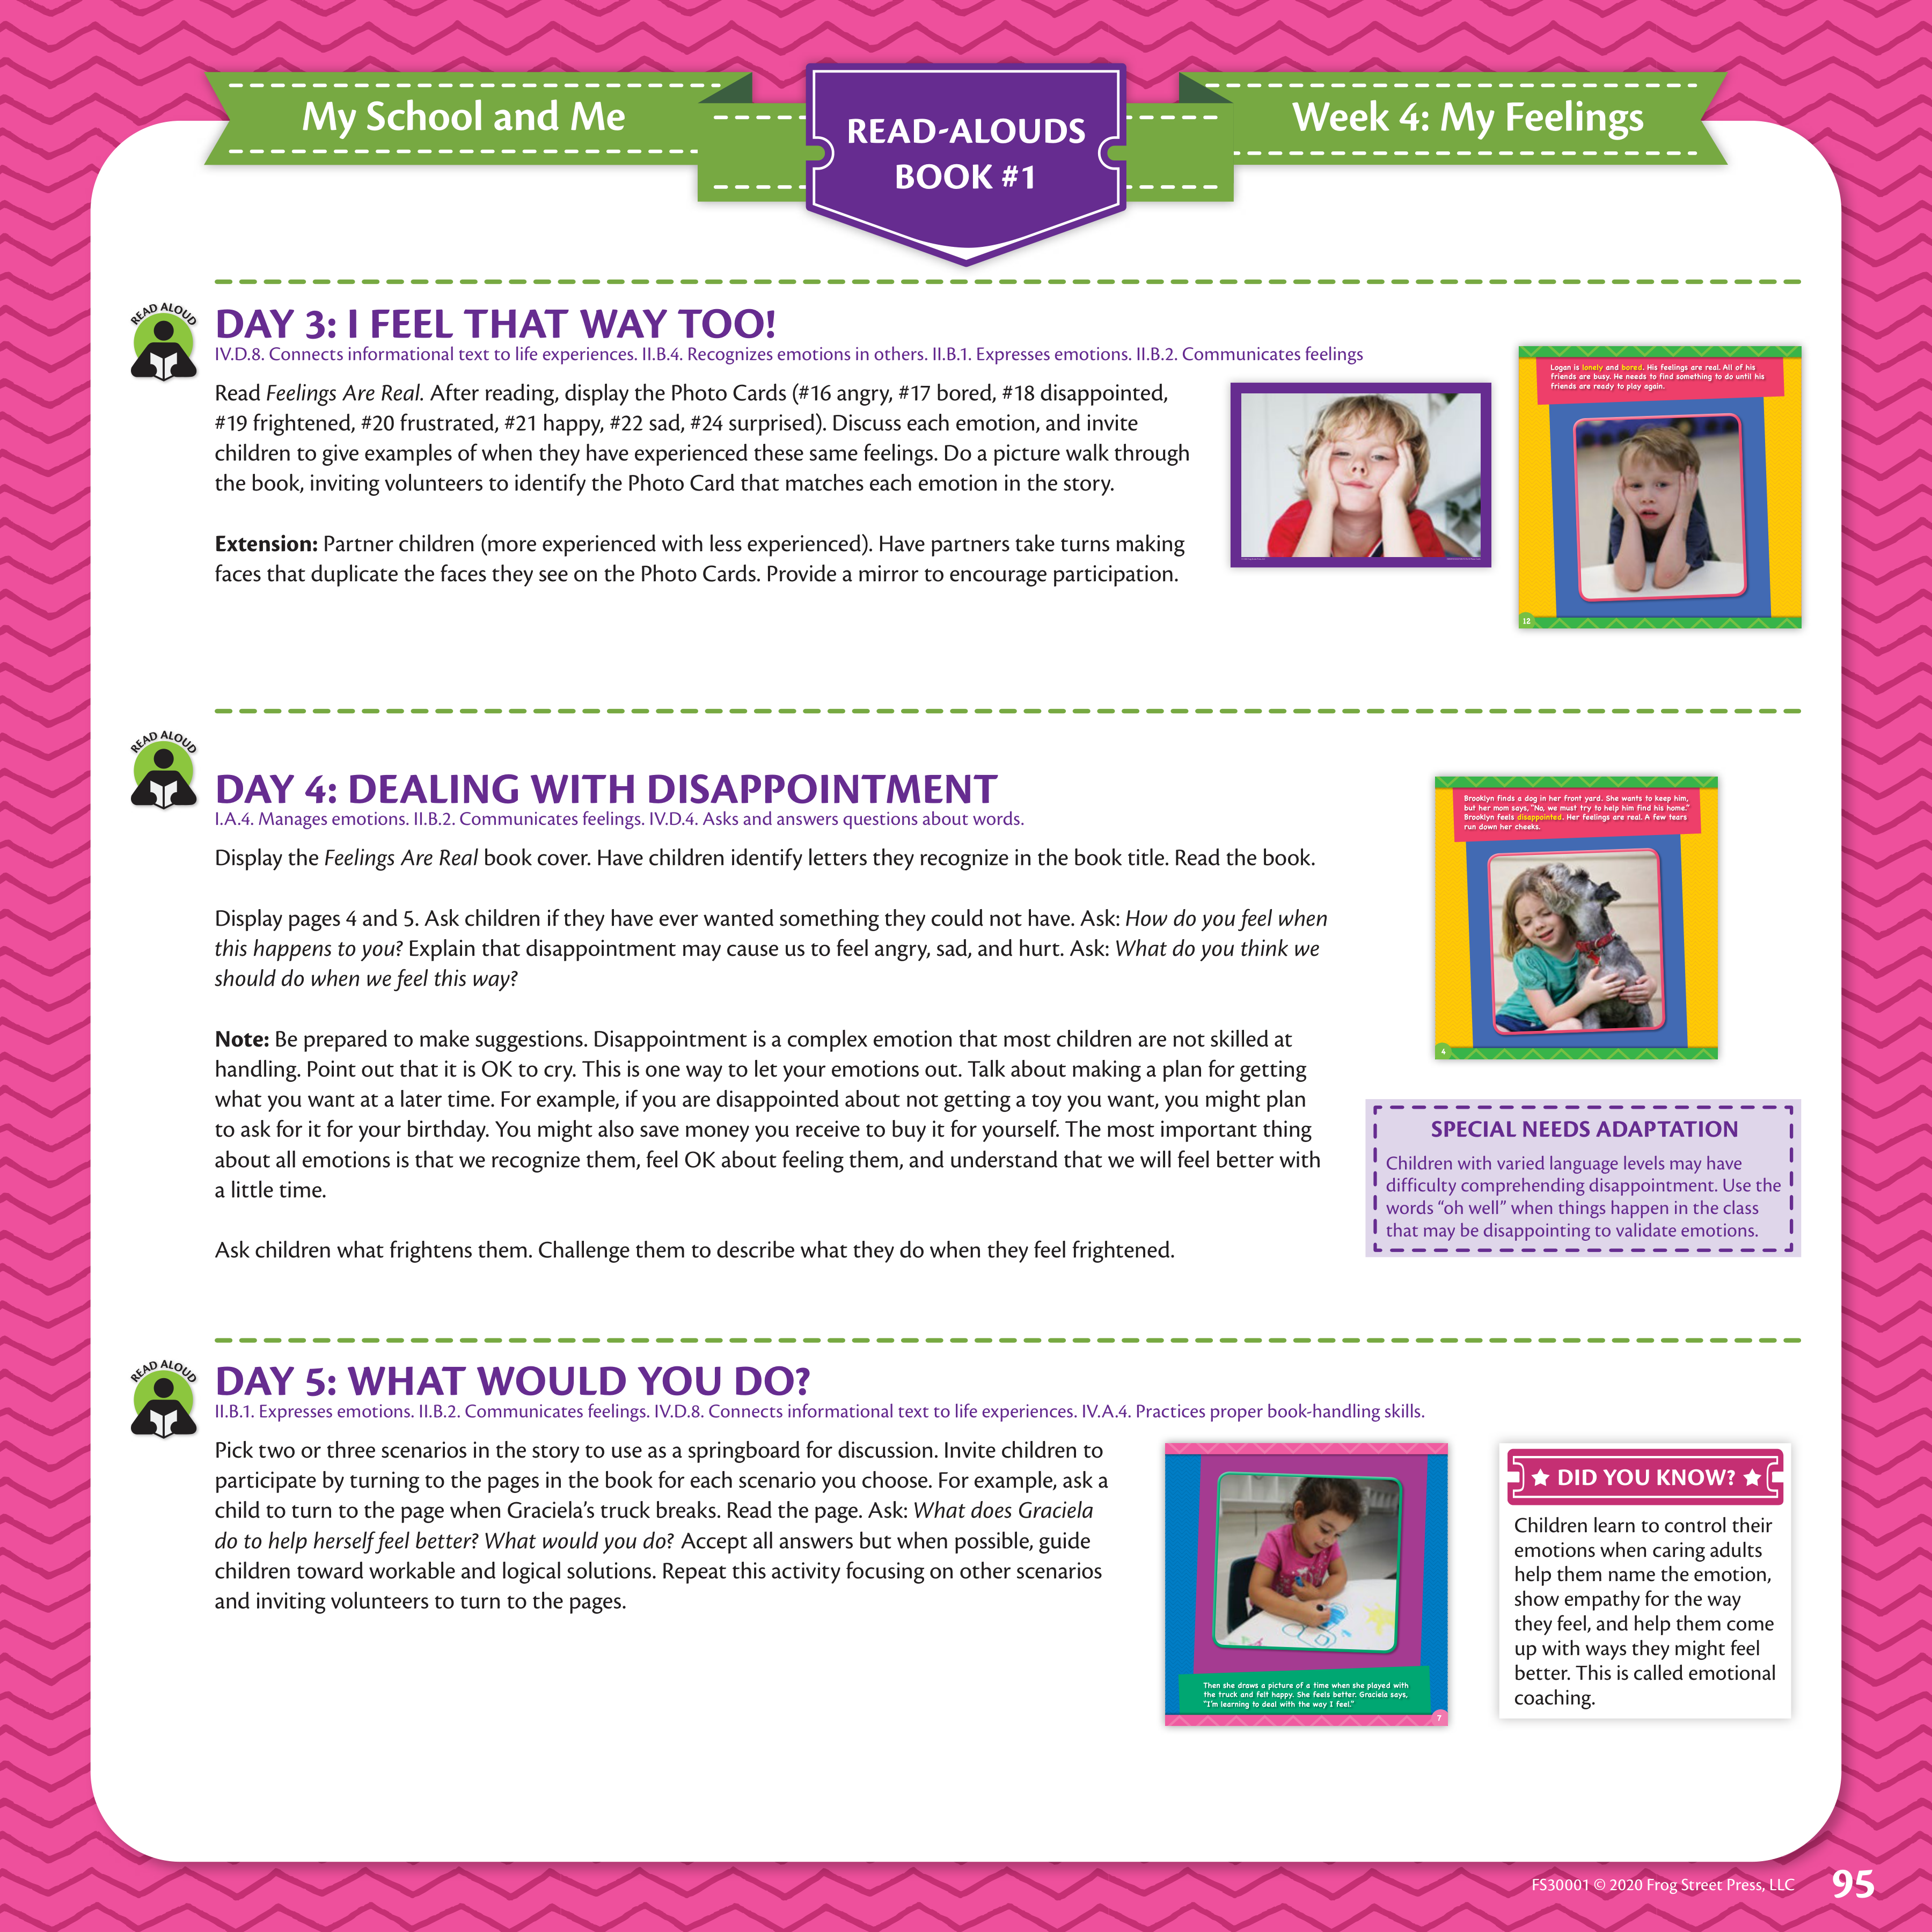 My School and Me
READ-ALOUDS
BOOK #1
Week 4: My Feelings
READ ALOUD
DAY 3: I FEEL THAT WAY TOO!
IV.D.8. Connects informational text to life experiences. II.B.4. Recognizes emotions in others. II.B.1. Expresses emotions. II.B.2. Communicates feelings
Read Feelings Are Real. After reading, display the Photo Cards (#16 angry, #17 bored, #18 disappointed,
#19 frightened, #20 frustrated, #21 happy, #22 sad, #24 surprised). Discuss each emotion, and invite
children to give examples of when they have experienced these same feelings. Do a picture walk through
the book, inviting volunteers to identify the Photo Card that matches each emotion in the story.
Extension: Partner children (more experienced with less experienced). Have partners take turns making
faces that duplicate the faces they see on the Photo Cards. Provide a mirror to encourage participation.
Logan is lonely and bored. His feelings are real. All of his
friends are busy. He needs to find something to do until his
friends are ready to play again.
12
READ ALOUD
DAY 4: DEALING WITH DISAPPOINTMENT
I.A.4. Manages emotions. II.B.2. Communicates feelings. IV.D.4. Asks and answers questions about words.
Display the Feelings Are Real book cover. Have children identify letters they recognize in the book title. Read the book.
Display pages 4 and 5. Ask children if they have ever wanted something they could not have. Ask: How do you feel when
this happens to you? Explain that disappointment may cause us to feel angry, sad, and hurt. Ask: What do you think we
should do when we feel this way?
Note: Be prepared to make suggestions. Disappointment is a complex emotion that most children are not skilled at
handling. Point out that it is OK to cry. This is one way to let your emotions out. Talk about making a plan for getting
what you want at a later time. For example, if you are disappointed about not getting a toy you want, you might plan
to ask for it for your birthday. You might also save money you receive to buy it for yourself. The most important thing
about all emotions is that we recognize them, feel OK about feeling them, and understand that we will feel better with
a little time.
Ask children what frightens them. Challenge them to describe what they do when they feel frightened.
Brooklyn finds a dog in her front yard. She wants to keep him,
but her mom says, “No, we must try to help him find his home.”
Brooklyn feels disappointed. Her feelings are real. A few tears
run down her cheeks.
4
SPECIAL NEEDS ADAPTATION
Children with varied language levels may have
difficulty comprehending disappointment. Use the
words “oh well” when things happen in the class
that may be disappointing to validate emotions.
READ ALOUD
DAY 5: WHAT WOULD YOU DO?
II.B.1. Expresses emotions. II.B.2. Communicates feelings. IV.D.8. Connects informational text to life experiences. IV.A.4. Practices proper book-handling skills.
Pick two or three scenarios in the story to use as a springboard for discussion. Invite children to
participate by turning to the pages in the book for each scenario you choose. For example, ask a
child to turn to the page when Graciela’s truck breaks. Read the page. Ask: What does Graciela
do to help herself feel better? What would you do? Accept all answers but when possible, guide
children toward workable and logical solutions. Repeat this activity focusing on other scenarios
and inviting volunteers to turn to the pages.
Then she draws a picture of a time when she played with
the truck and felt happy. She feels better. Graciela says,
“I’m learning to deal with the way I feel.”
7
DID YOU KNOW?
Children learn to control their
emotions when caring adults
help them name the emotion,
show empathy for the way
they feel, and help them come
up with ways they might feel
better. This is called emotional
coaching.
FS30001 © 2020 Frog Street Press, LLC
95